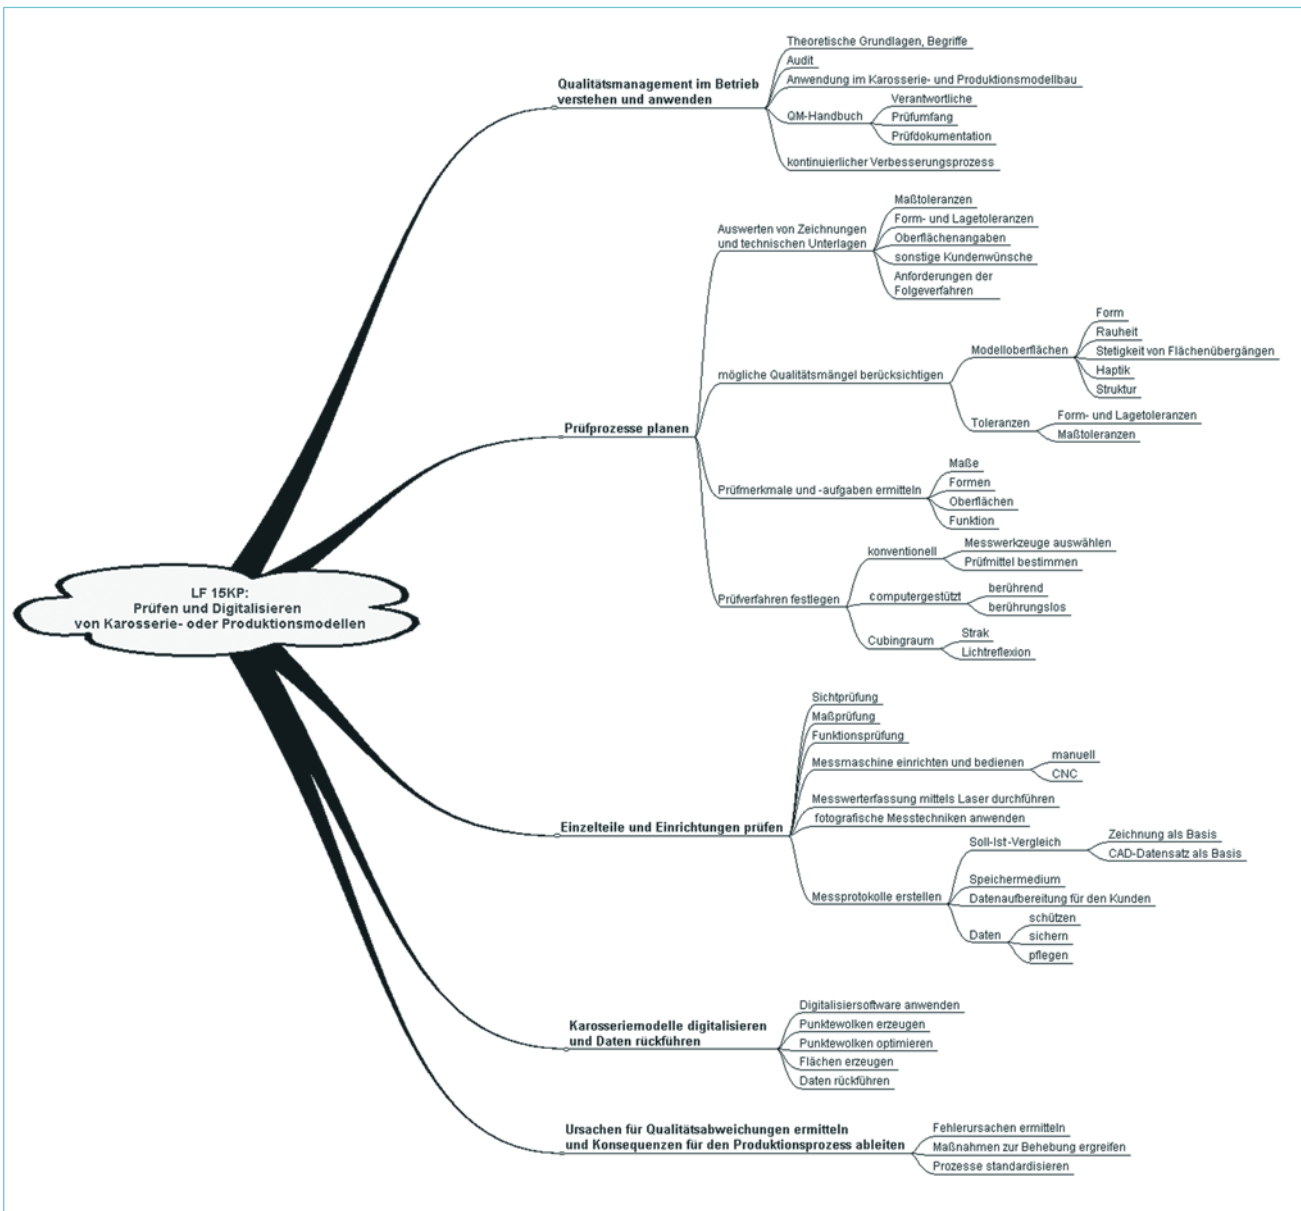 Theoretische Grundlagen, Begriffe
Audit
Qualitätsmanagement im Betrieb
verstehen und anwenden
Anwendung im Karosserie- und Produktionsmodellbau
QM-Handbuch
Verantwortliche
Prüfumfang
Prüfdokumentation
kontinuierlicher Verbesserungsprozess
Prüfprozesse planen
Auswerten von Zeichnungen
und technischen Unterlagen
Maßtoleranzen
Form- und Lagetoleranzen
Oberflächenangaben
sonstige Kundenwünsche
Anforderungen der
Folgeverfahren
mögliche Qualitätsmängel berücksichtigen
Modelloberflächen
Form
Rauheit
Stetigkeit von Flächenübergängen
Haptik
Struktur
Toleranzen
Form- und Lagetoleranzen
Maßtoleranzen
Prüfmerkmale und -aufgaben ermitteln
Maße
Formen
Oberflächen
Funktion
Prüfverfahren festlegen
konventionell
Messwerkzeuge auswählen
Prüfmittel bestimmen
computergestützt
berührend
berührungslos
Cubingraum
Strak
Lichtreflexion
LF 15KP:
Prüfen und Digitalisieren
von Karosserie- oder Produktionsmodellen
Einzelteile und Einrichtungen prüfen
Sichtprüfung
Maßprüfung
Funktionsprüfung
Messmaschine einrichten und bedienen
manuell
CNC
Messwerterfassung mittels Laser durchführen
fotografische Messtechniken anwenden
Messprotokolle erstellen
Soll-Ist-Vergleich
Zeichnung als Basis
CAD-Datensatz als Basis
Speichermedium
Datenaufbereitung für den Kunden
Daten
schützen
sichern
pflegen
Karosseriemodelle digitalisieren
und Daten rückführen
Digitalisiersoftware anwenden
Punktewolken erzeugen
Punktewolken optimieren
Flächen erzeugen
Daten rückführen
Ursachen für Qualitätsabweichungen ermitteln
und Konsequenzen für den Produktionsprozess ableiten
Fehlerursachen ermitteln
Maßnahmen zur Behebung ergreifen
Prozesse standardisieren